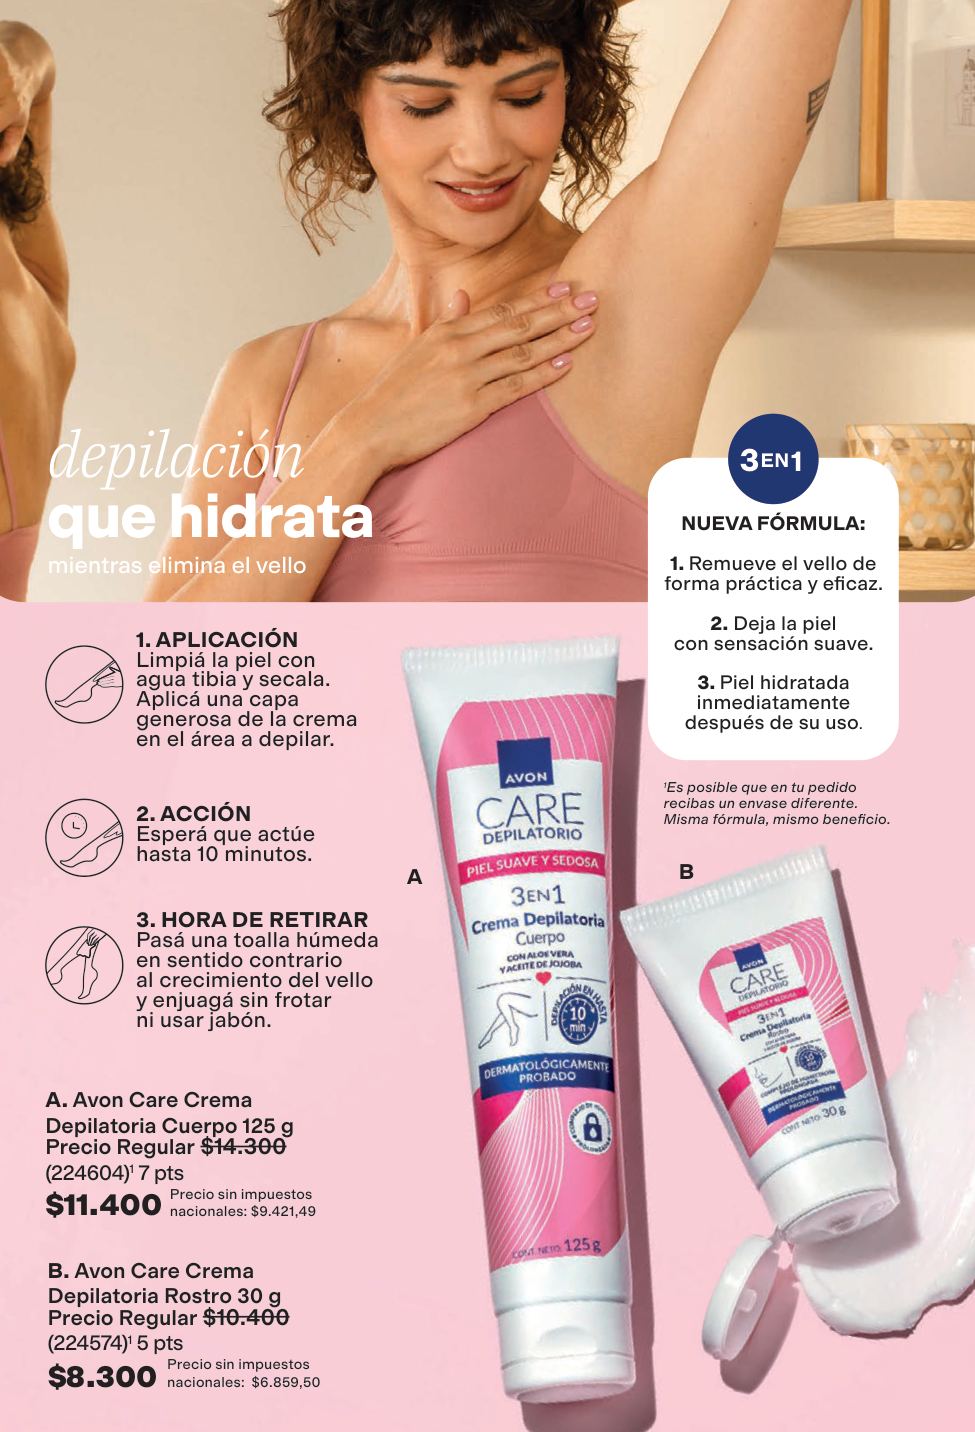 depilación
que hidrata
mientras elimina el vello
3EN1
NUEVA FÓRMULA:
1. Remueve el vello de
forma práctica y eficaz.
2. Deja la piel
con sensación suave.
3. Piel hidratada
inmediatamente
después de su uso.
¹Es posible que en tu pedido
recibas un envase diferente.
Misma fórmula, mismo beneficio.
1. APLICACIÓN
Limpiá la piel con
agua tibia y secala.
Aplicá una capa
generosa de la crema
en el área a depilar.
2. ACCIÓN
Esperá que actúe
hasta 10 minutos.
3. HORA DE RETIRAR
Pasá una toalla húmeda
en sentido contrario
al crecimiento del vello
y enjuagá sin frotar
ni usar jabón.
A
AVON
CARE
DEPILATORIO
PIEL SUAVE Y SEDOSA
3EN1
Crema Depilatoria
Cuerpo
CON ALOE VERA
Y ACEITE DE JOJOBA
DEPILACIÓN EN HASTA
10
min
DERMATOLÓGICAMENTE
PROBADO
CONT. NETO: 125 g
B
AVON
CARE
DEPILATORIO
PIEL SUAVE Y SEDOSA
3EN1
Crema Depilatoria
Rostro
COMPLEJO DE HUMECTACIÓN
PROLONGADA
DERMATOLÓGICAMENTE
PROBADO
CONT. NETO: 30 g
A. Avon Care Crema
Depilatoria Cuerpo 125 g
Precio Regular $14.300
(224604)¹ 7 pts
$11.400 Precio sin impuestos
nacionales: $9.421,49
B. Avon Care Crema
Depilatoria Rostro 30 g
Precio Regular $10.400
(224574)¹ 5 pts
$8.300 Precio sin impuestos
nacionales: $6.859,50